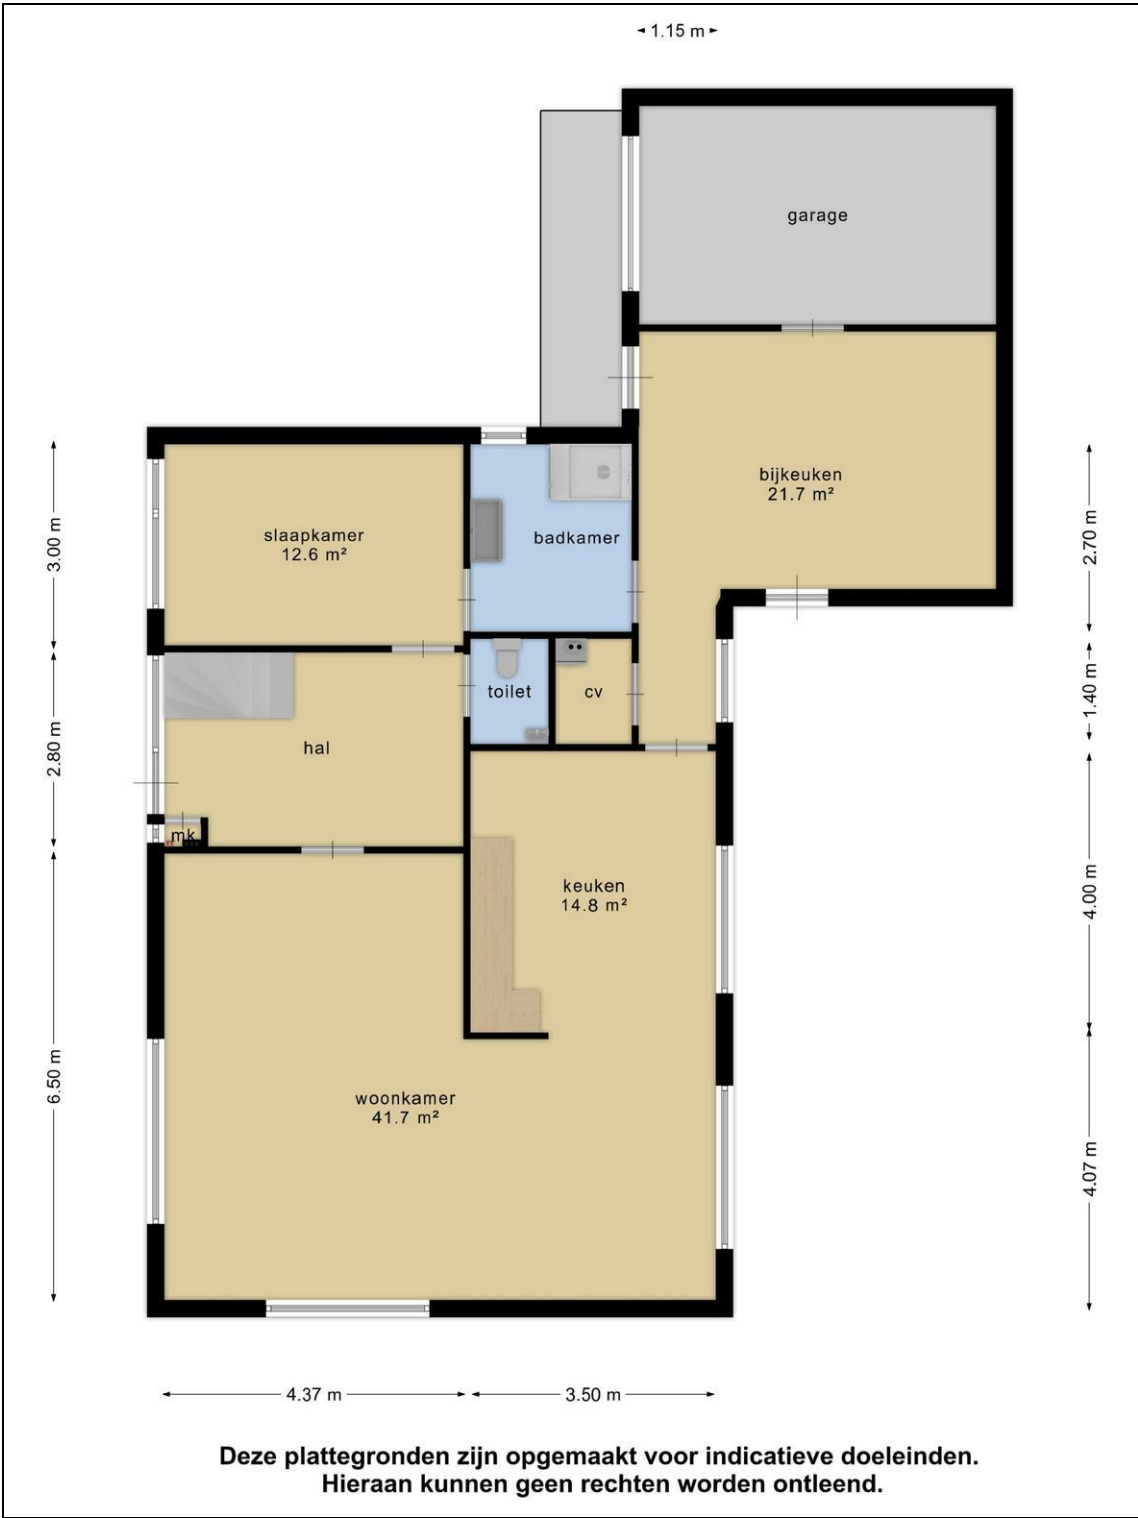 1.15 m
garage
bijkeuken
21.7 m²
slaapkamer
12.6 m²
badkamer
3.00 m
2.70 m
toilet
cv
1.40 m
hal
2.80 m
mk
keuken
14.8 m²
4.00 m
woonkamer
41.7 m²
6.50 m
4.07 m
4.37 m
3.50 m
Deze plattegronden zijn opgemaakt voor indicatieve doeleinden.
Hieraan kunnen geen rechten worden ontleend.